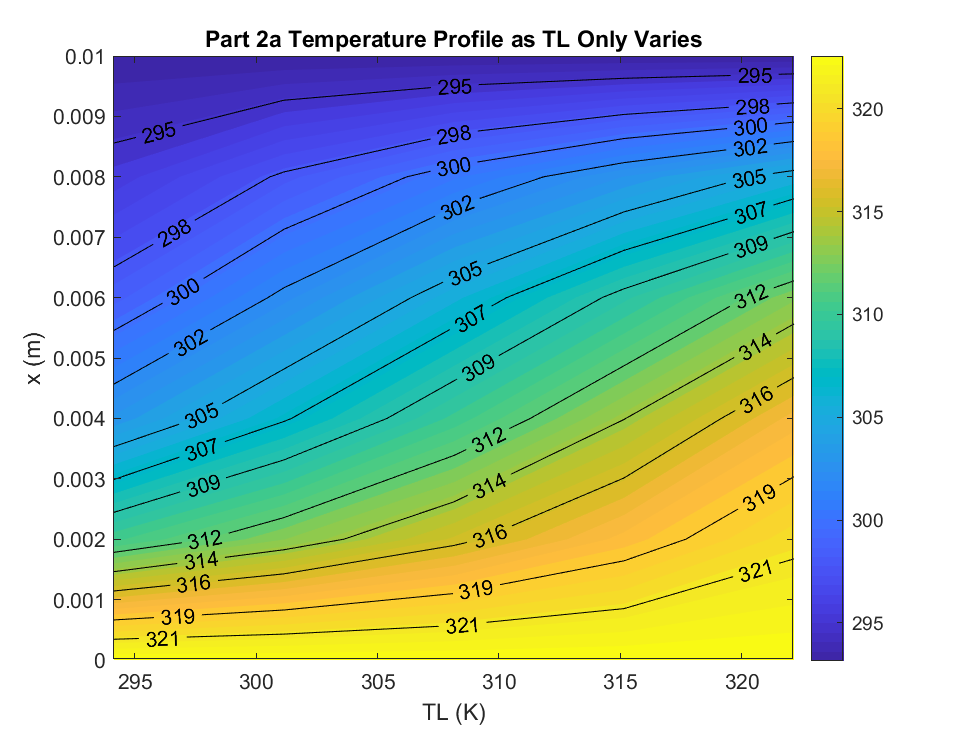 Part 2a Temperature Profile as TL Only Varies
0.01
0.009
0.008
0.007
0.006
0.005
0.004
0.003
0.002
0.001
0
x (m)
295 295 295
298 298 298
300 300 300
302 302 302
305 305 305
307 307 307
309 309 309
312 312 312
314 314 314
316 316 316
319 319 319
321 321 321
295 300 305 310 315 320
TL (K)
320
315
310
305
300
295